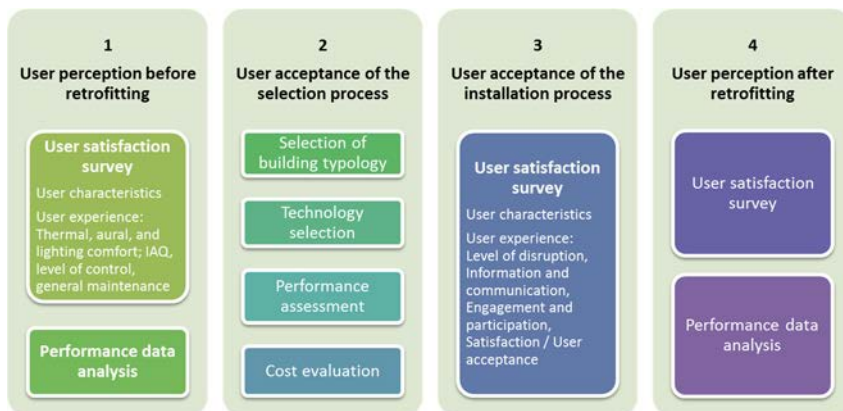 1
User perception before
retrofitting
User satisfaction
survey
User characteristics
User experience:
Thermal, aural, and
lighting comfort; IAQ,
level of control,
general maintenance
Performance data
analysis
2
User acceptance of the
selection process
Selection of
building typology
Technology
selection
Performance
assessment
Cost evaluation
3
User acceptance of the
installation process
User satisfaction
survey
User characteristics
User experience:
Level of disruption,
Information and
communication,
Engagement and
participation,
Satisfaction / User
acceptance
4
User perception after
retrofitting
User satisfaction
survey
Performance data
analysis